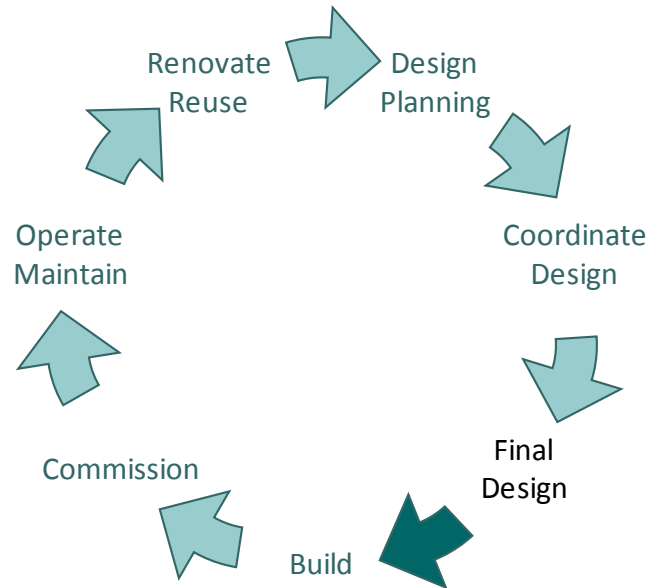 Renovate
Reuse
Design
Planning
Coordinate
Design
Final
Design
Build
Commission
Operate
Maintain